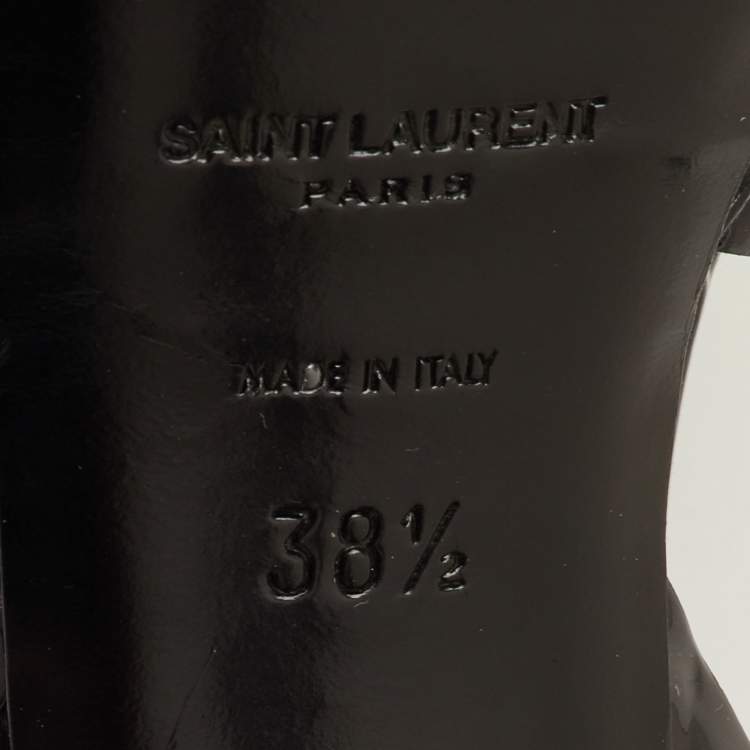 SAINT LAURENT
PARIS
MADE IN ITALY
38½